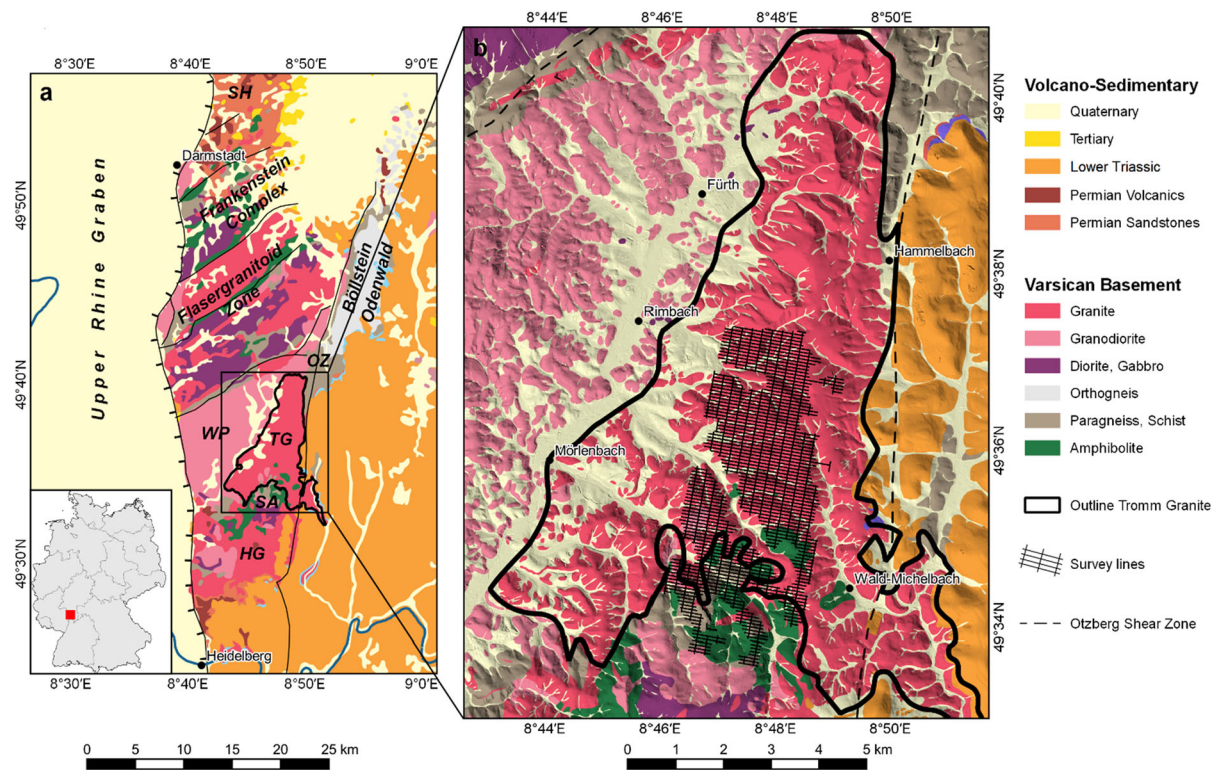 8°30'E
8°40'E
8°50'E
9°0'E
a
SH
Darmstadt
Frankenstein
Complex
Flasergranitoid
Zone
Böllstein
Odenwald
OZ
Upper Rhine Graben
WP
TG
SA
HG
Heidelberg
49°50'N
49°40'N
49°30'N
8°30'E
8°40'E
8°50'E
9°0'E
0
5
10
15
20
25 km
8°44'E
8°46'E
8°48'E
8°50'E
b
Fürth
Hammelbach
Rimbach
Mörlenbach
Wald-Michelbach
49°40'N
49°38'N
49°36'N
49°34'N
8°44'E
8°46'E
8°48'E
8°50'E
0
1
2
3
4
5 km
Volcano-Sedimentary
Quaternary
Tertiary
Lower Triassic
Permian Volcanics
Permian Sandstones
Varsican Basement
Granite
Granodiorite
Diorite, Gabbro
Orthogneis
Paragneiss, Schist
Amphibolite
Outline Tromm Granite
Survey lines
Otzberg Shear Zone